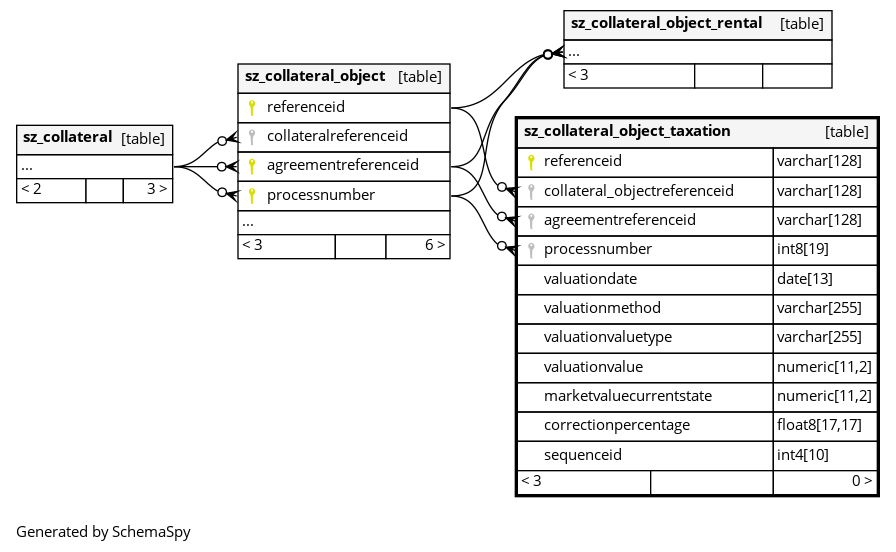 sz_collateral_object_rental [table]
...
< 3
sz_collateral_object [table]
referenceid
collateralreferenceid
agreementreferenceid
processnumber
...
< 3 6 >
sz_collateral [table]
...
< 2 3 >
sz_collateral_object_taxation [table]
referenceid varchar[128]
collateral_objectreferenceid varchar[128]
agreementreferenceid varchar[128]
processnumber int8[19]
valuationdate date[13]
valuationmethod varchar[255]
valuationvaluetype varchar[255]
valuationvalue numeric[11,2]
marketvaluecurrentstate numeric[11,2]
correctionpercentage float8[17,17]
sequenceid int4[10]
< 3 0 >
Generated by SchemaSpy